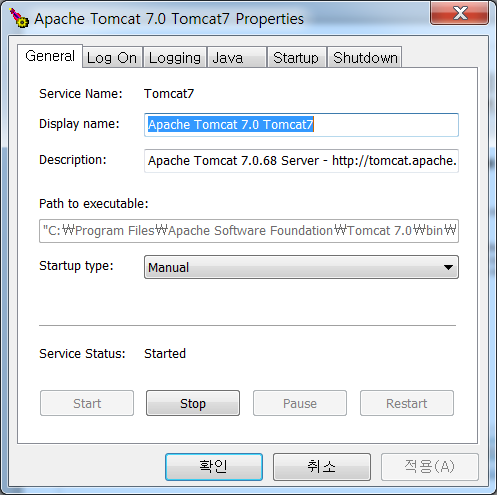 Apache Tomcat 7.0 Tomcat7 Properties
General Log On Logging Java Startup Shutdown
Service Name: Tomcat7
Display name: Apache Tomcat 7.0 Tomcat7
Description: Apache Tomcat 7.0.68 Server - http://tomcat.apache.
Path to executable:
"C:₩Program Files₩Apache Software Foundation₩Tomcat 7.0₩bin₩
Startup type: Manual
Service Status: Started
Start Stop Pause Restart
확인 취소 적용(A)